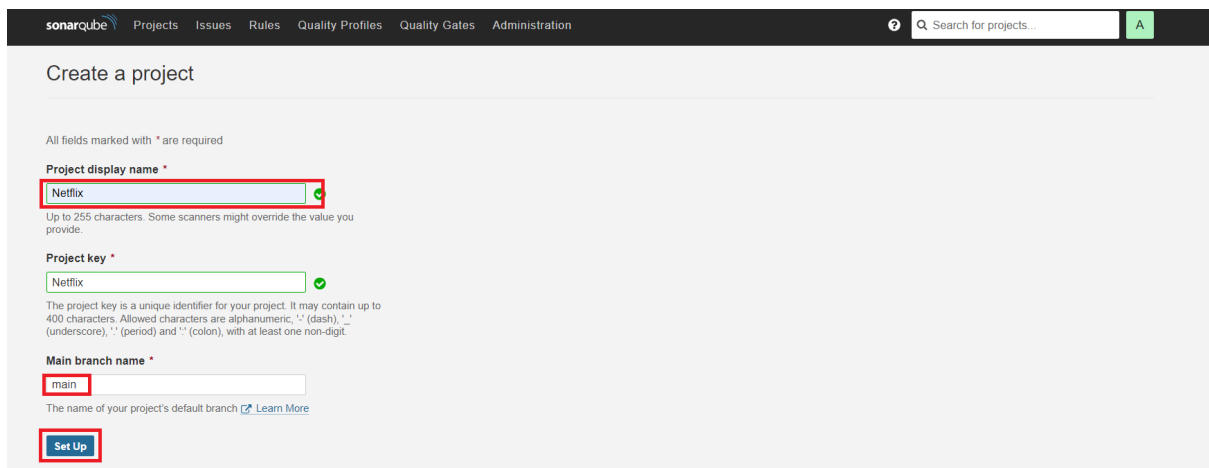 sonarqube Projects Issues Rules Quality Profiles Quality Gates Administration ? Search for projects... A
Create a project
All fields marked with * are required
Project display name *
Netflix
Up to 255 characters. Some scanners might override the value you
provide.
Project key *
Netflix
The project key is a unique identifier for your project. It may contain up to
400 characters. Allowed characters are alphanumeric, '-' (dash), '_'
(underscore), '.' (period) and ':' (colon), with at least one non-digit.
Main branch name *
main
The name of your project's default branch Learn More
Set Up